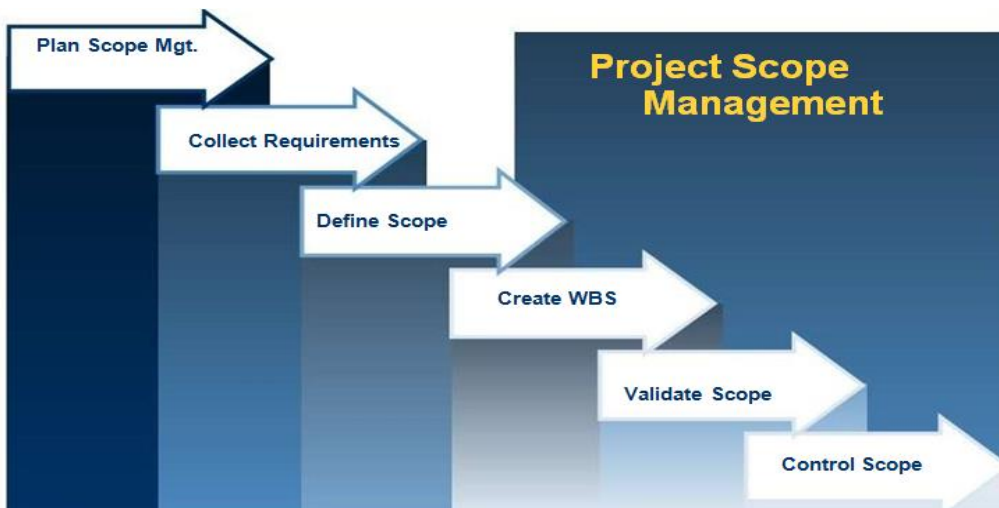 Plan Scope Mgt.
Project Scope
Management
Collect Requirements
Define Scope
Create WBS
Validate Scope
Control Scope